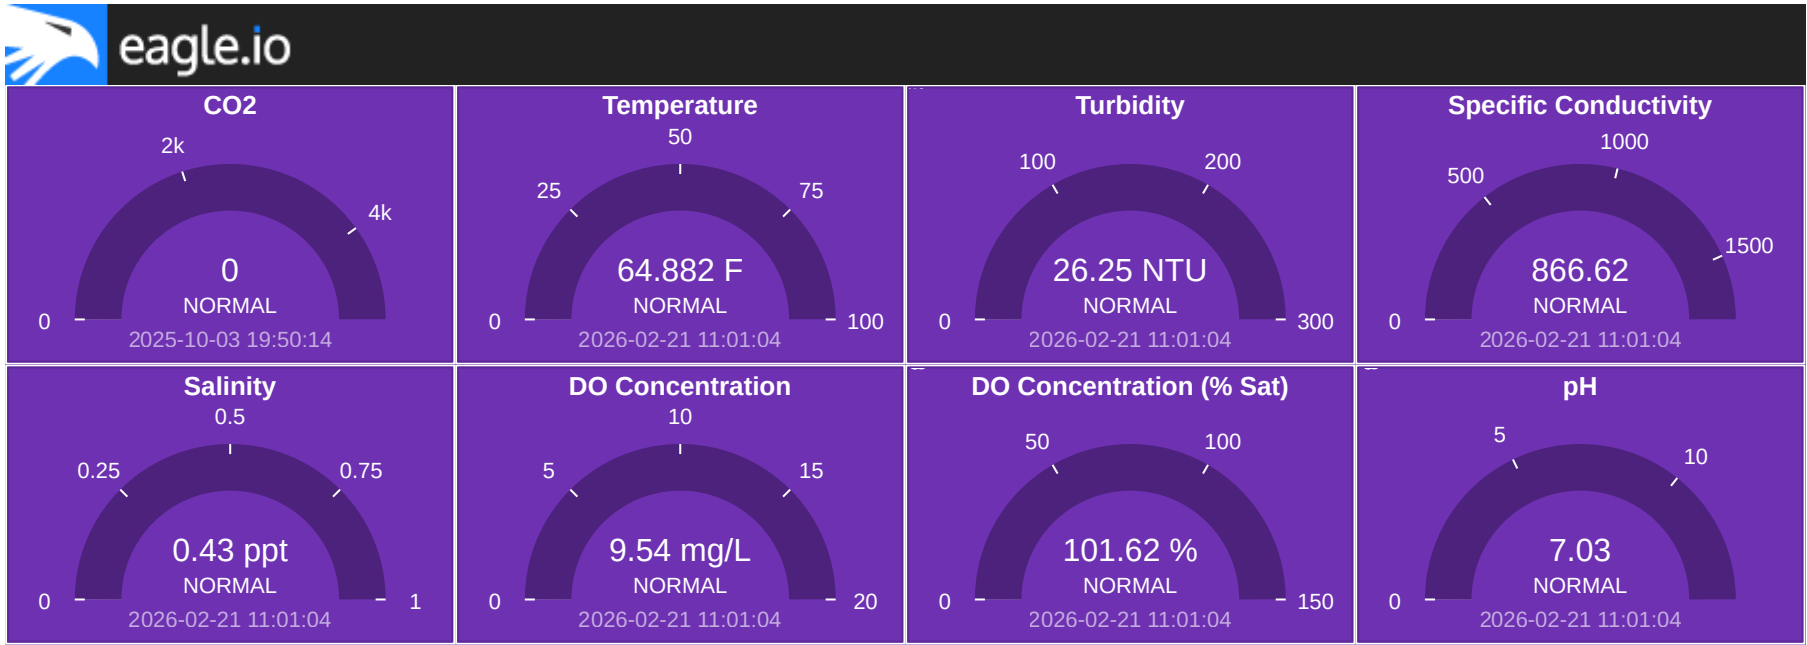 eagle.io
CO2
2k
4k
0
0
NORMAL
2025-10-03 19:50:14
Temperature
50
25
75
64.882 F
NORMAL
0
100
2026-02-21 11:01:04
Turbidity
100
200
26.25 NTU
NORMAL
0
300
2026-02-21 11:01:04
Specific Conductivity
1000
500
1500
866.62
NORMAL
0
2026-02-21 11:01:04
Salinity
0.5
0.25
0.75
0.43 ppt
NORMAL
0
1
2026-02-21 11:01:04
DO Concentration
10
5
15
9.54 mg/L
NORMAL
0
20
2026-02-21 11:01:04
DO Concentration (% Sat)
50
100
101.62 %
NORMAL
0
150
2026-02-21 11:01:04
pH
5
10
7.03
NORMAL
0
2026-02-21 11:01:04